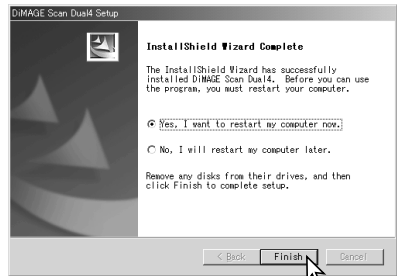 DiMAGE Scan Dual4 Setup
InstallShield Wizard Complete
The InstallShield Wizard has successfully
installed DiMAGE Scan Dual4.  Before you can use
the program, you must restart your computer.
Yes, I want to restart my computer now.
No, I will restart my computer later.
Remove any disks from their drives, and then
click Finish to complete setup.
< Back Finish Cancel